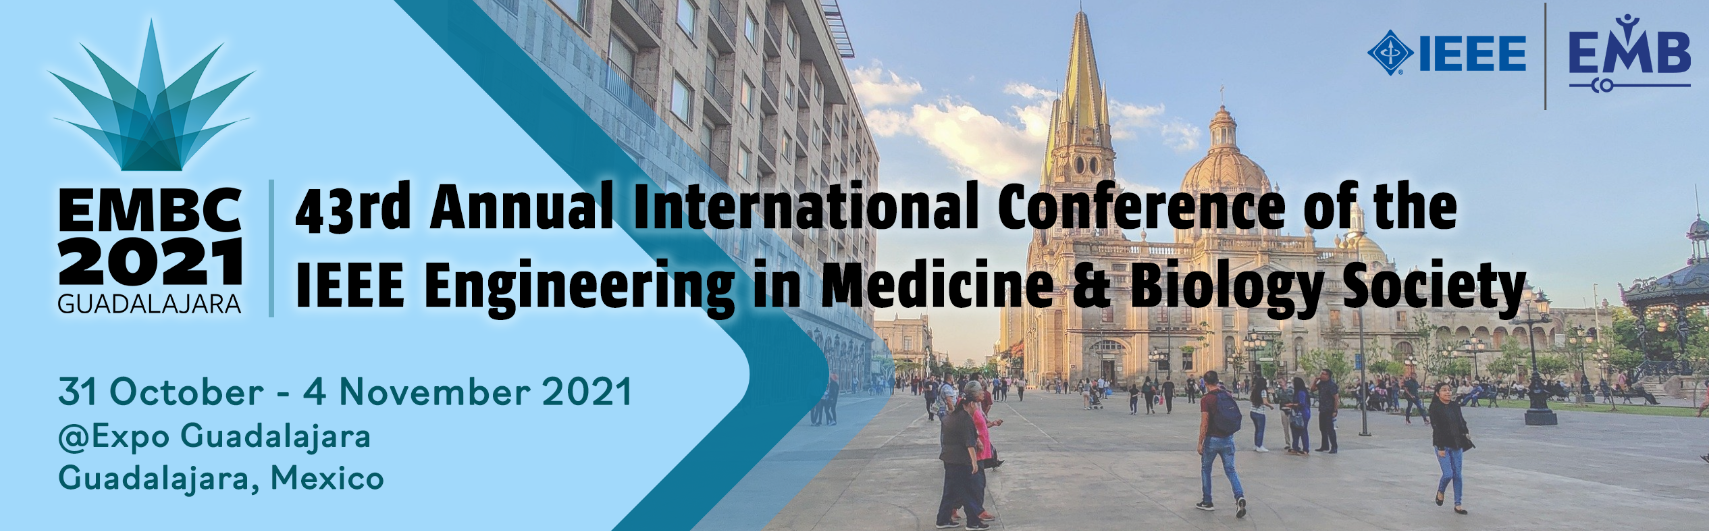 IEEE
EMB
EMBC
2021
GUADALAJARA
43rd Annual International Conference of the
IEEE Engineering in Medicine & Biology Society
31 October - 4 November 2021
@Expo Guadalajara
Guadalajara, Mexico